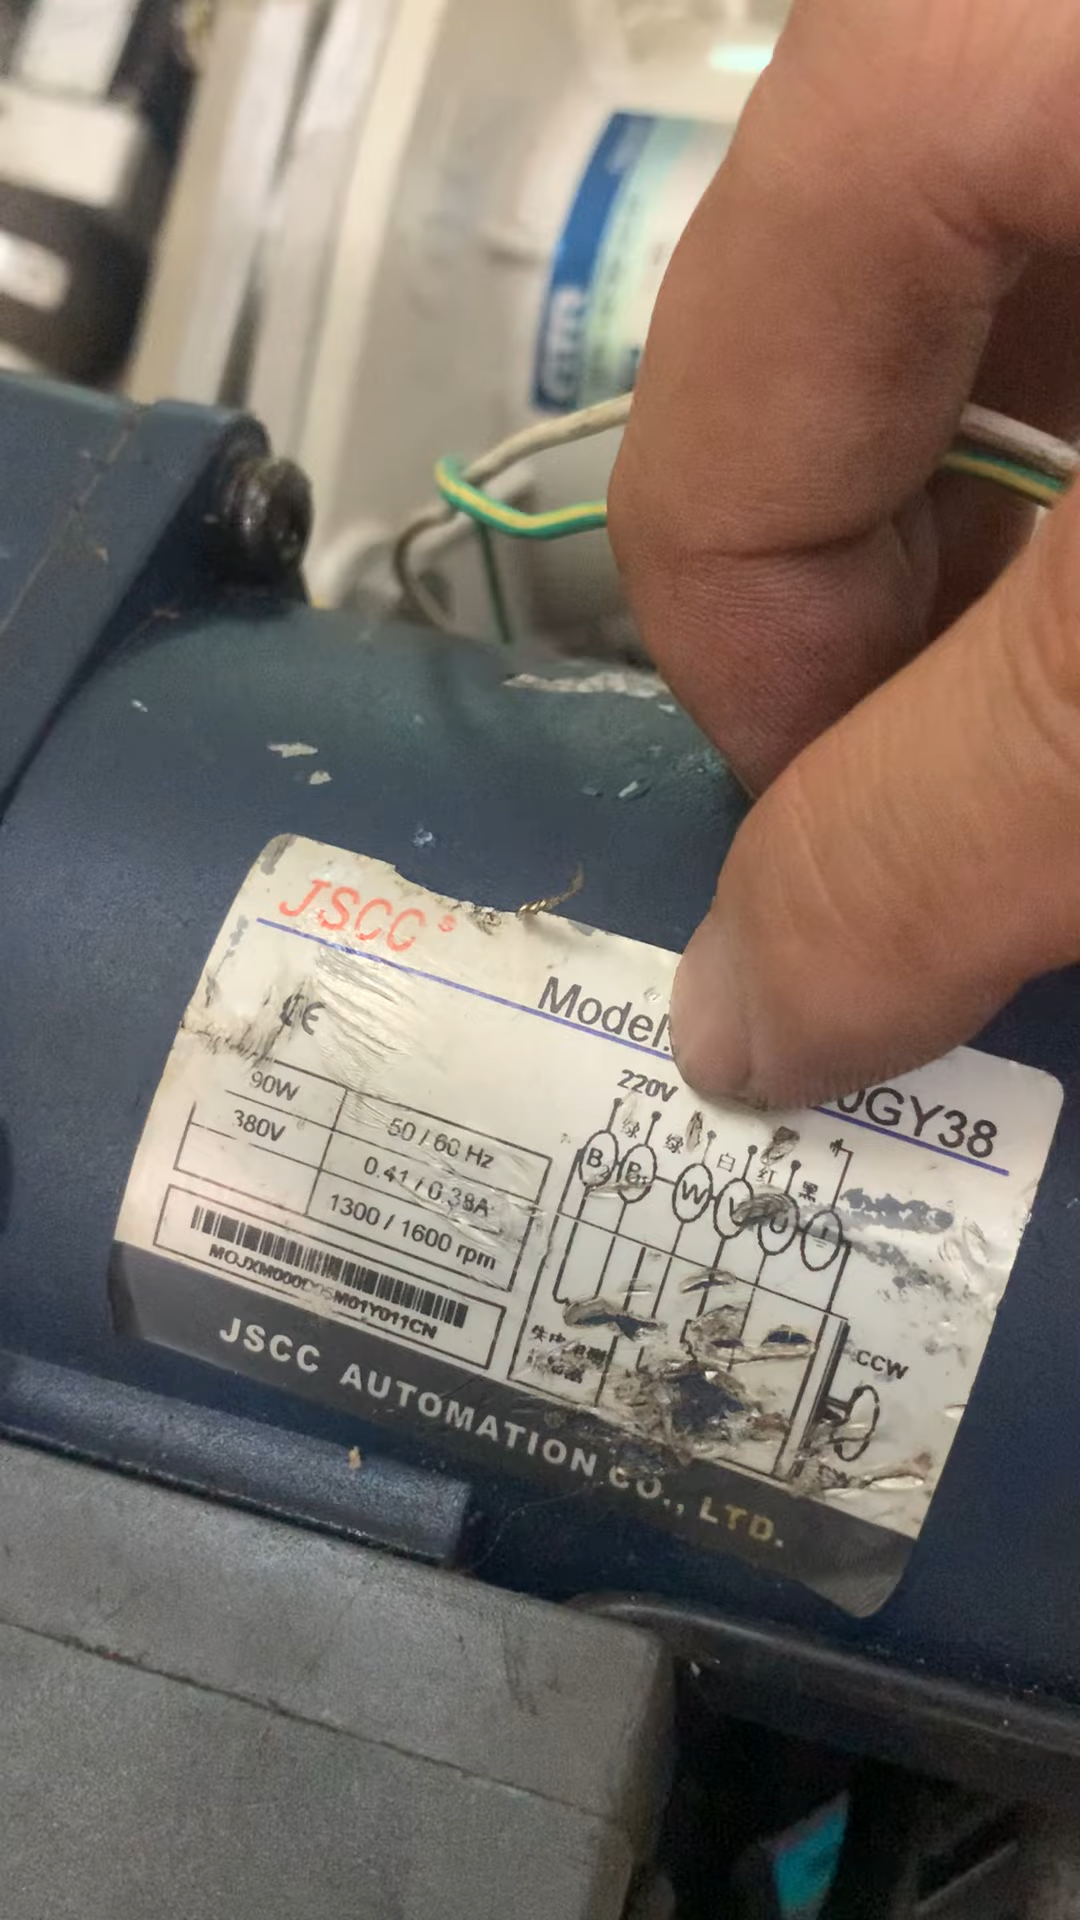 JSCC
Model:
0GY38
CE
220V
90W
50 / 60 Hz
380V
0.41 / 0.38A
1300 / 1600 rpm
绿 绿 白 红 黑
B₂ B₁ W V U
CCW
JSCC AUTOMATION CO., LTD.